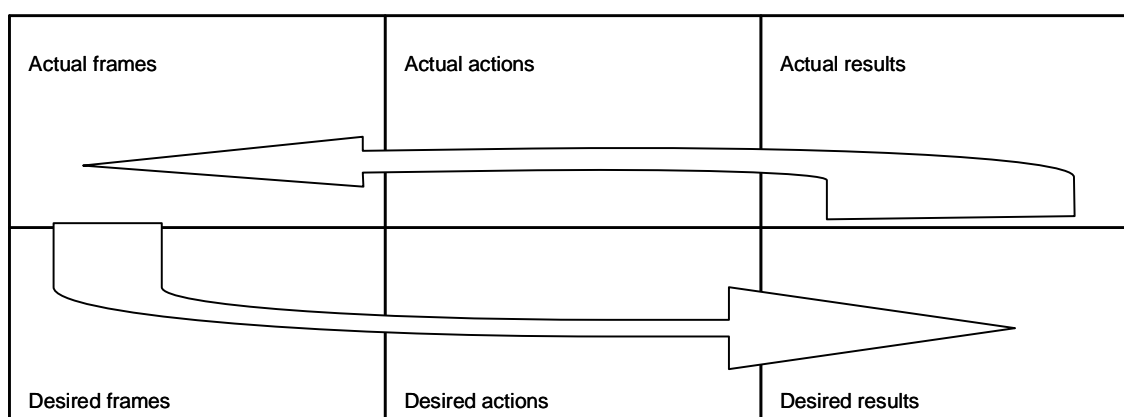 Actual frames
Actual actions
Actual results
Desired frames
Desired actions
Desired results